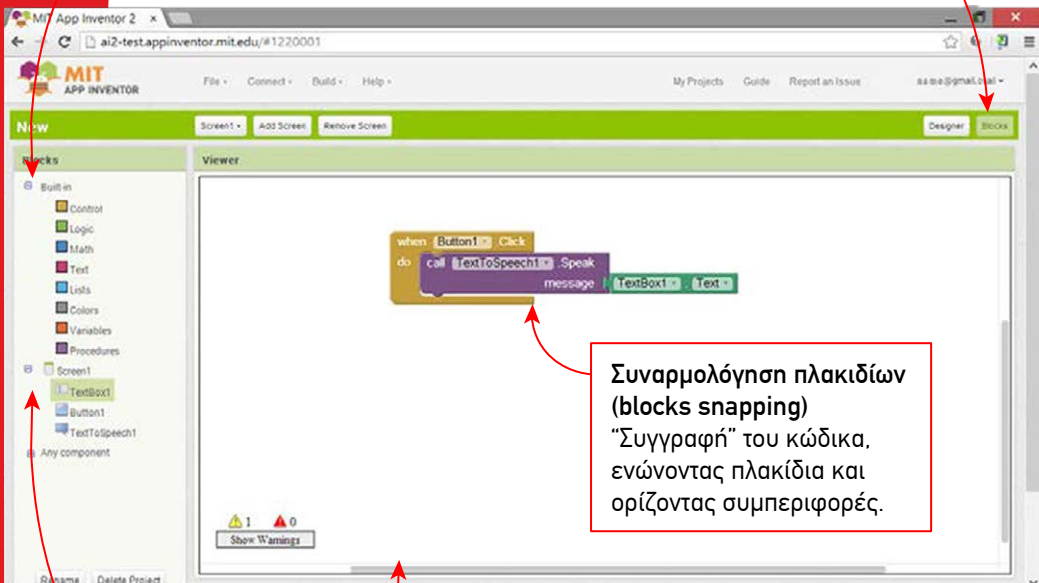 MIT App Inventor 2 ×
ai2-test.appinventor.mit.edu/#1220001
MIT
APP INVENTOR
File Connect Build Help
My Projects Guide Report an Issue
New
Screen1 Add Screen Remove Screen
Designer Blocks
Blocks
Viewer
Built in
Control
Logic
Math
Text
Lists
Colors
Variables
Procedures
Screen1
TextBox1
Button1
TextToSpeech1
Any component
when Button1 .Click
do call TextToSpeech1 .Speak
message TextBox1 . Text
Συναρμολόγηση πλακιδίων
(blocks snapping)
“Συγγραφή” του κώδικα,
ενώνοντας πλακίδια και
ορίζοντας συμπεριφορές.
1 0
Show Warnings
Rename Delete Project